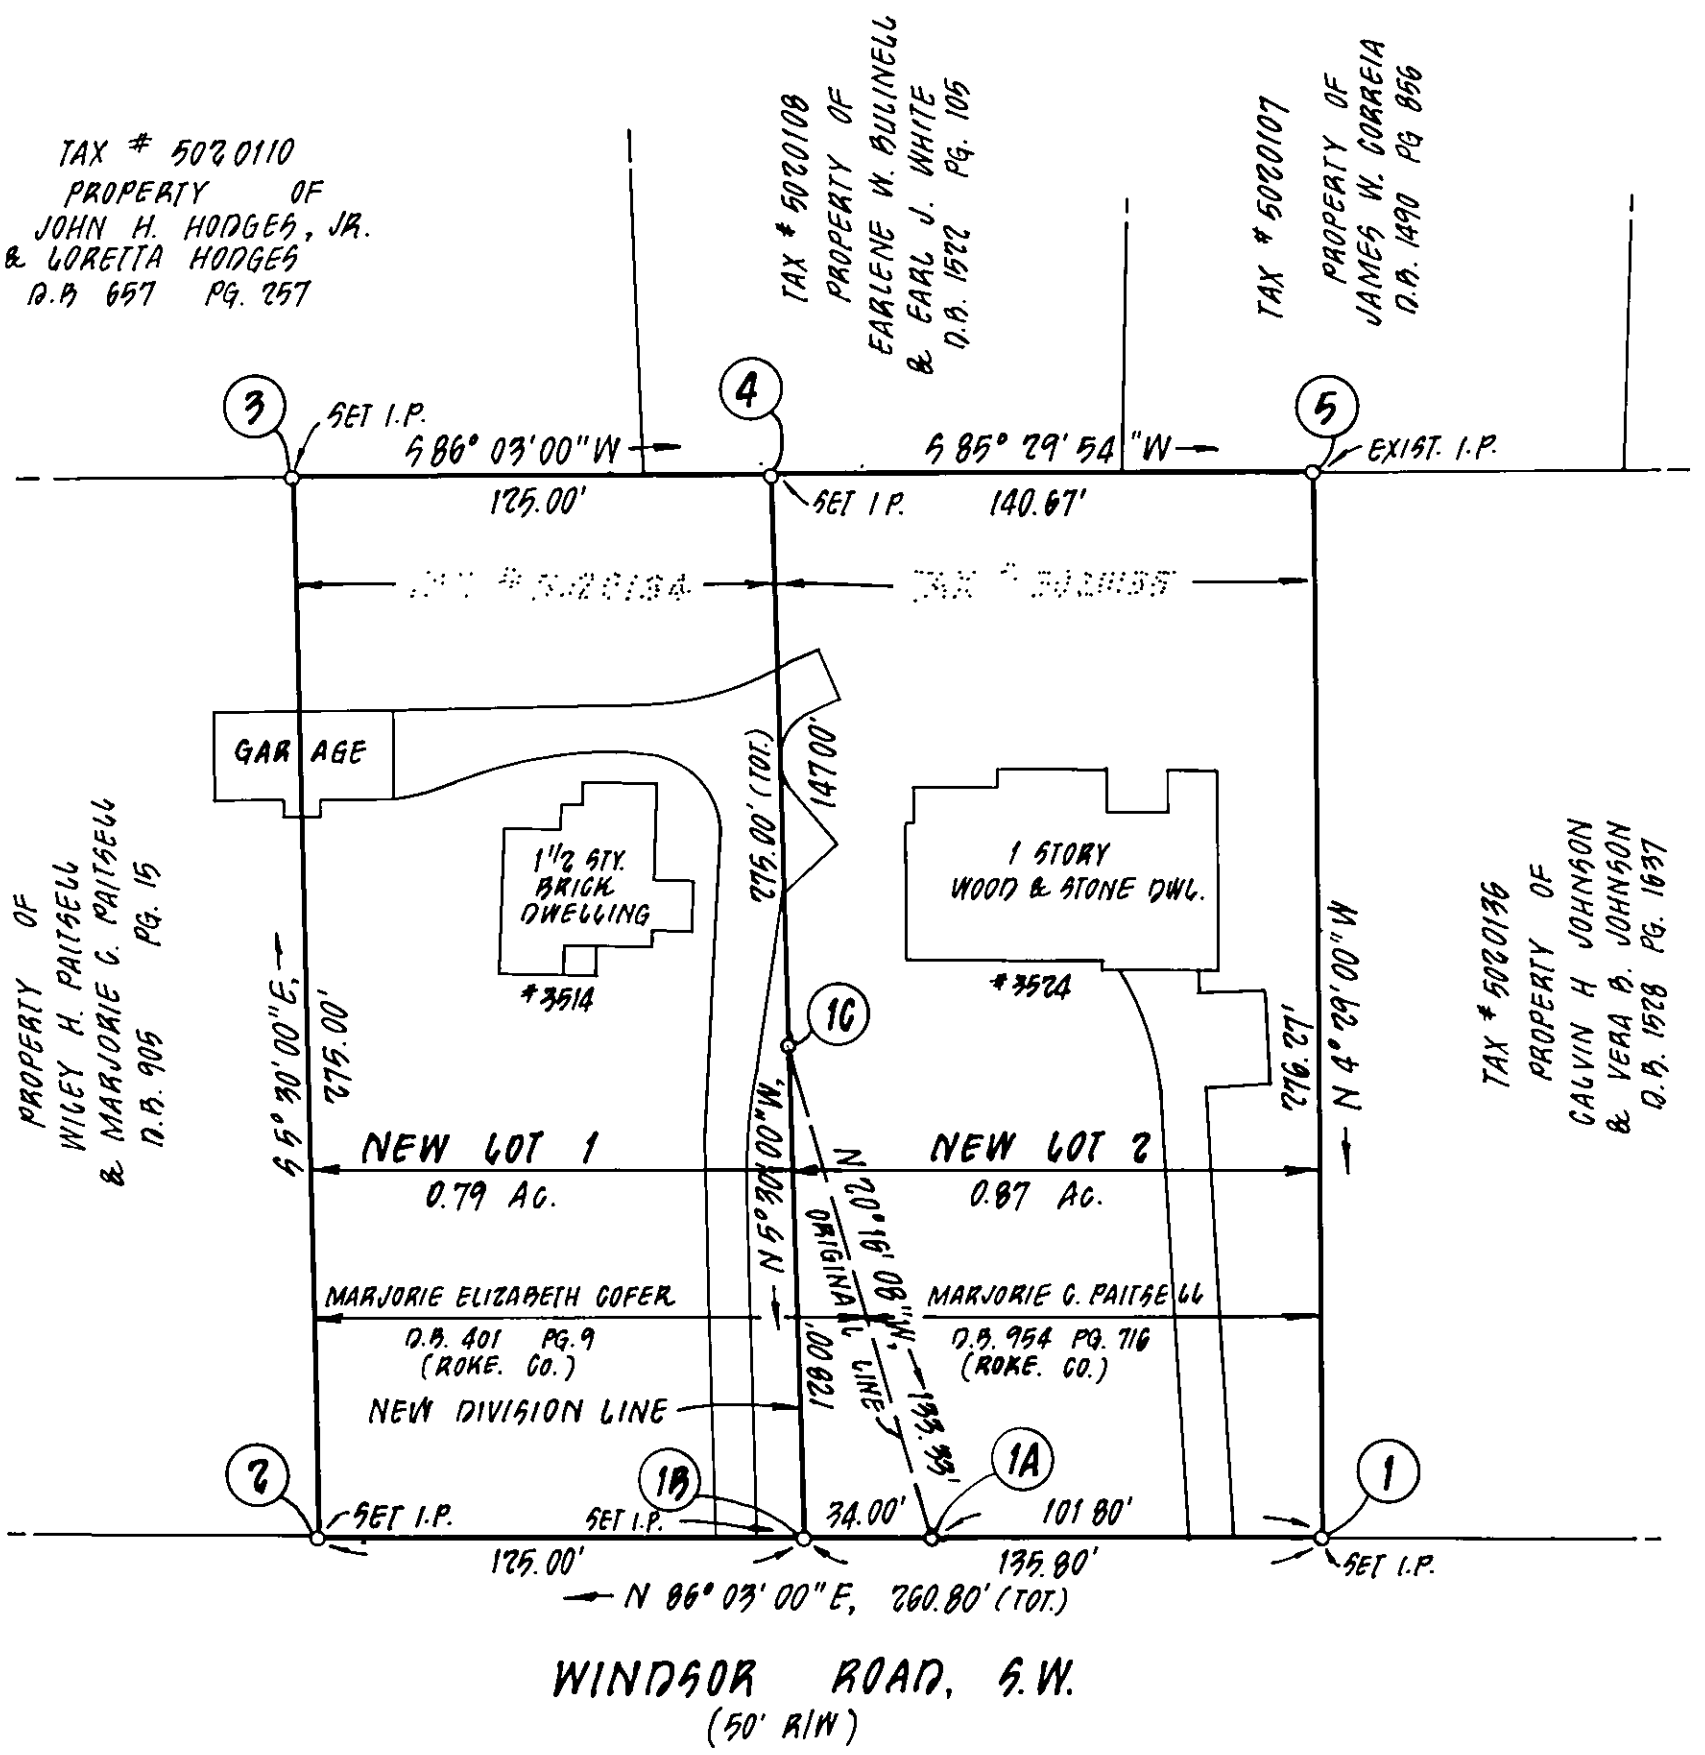 TAX # 5020110
PROPERTY OF
JOHN H. HODGES, JR.
& LORETTA HODGES
D.B 657 PG. 257
TAX # 5020108
PROPERTY OF
EARLENE W. BULINELL
& EARL J. WHITE
D.B. 1522 PG. 105
TAX # 5020107
PROPERTY OF
JAMES W. CORREIA
D.B. 1490 PG 856
3
SET I.P.
S 86° 03' 00" W
125.00'
4
SET I P.
S 85° 29' 54" W
140.67'
5
EXIST. I.P.
TAX #
GARAGE
275.00' (TOT.)
147 00'
1 1/2 STY.
BRICK
DWELLING
#3514
1 STORY
WOOD & STONE DWL.
#3524
PROPERTY OF
WILEY H. PAITSELL
& MARJORIE C. PAITSELL
D.B. 905 PG. 15
S 5° 30' 00" E,
275.00'
1C
N 4° 29' 00" W
276.27'
TAX # 5020136
PROPERTY OF
CALVIN H JOHNSON
& VERA B. JOHNSON
D.B. 1528 PG. 1637
NEW LOT 1
0.79 AC.
NEW LOT 2
0.87 AC.
N 5° 30' 00" W,
128 00'
N 20° 16' 08" W, 133.33'
ORIGINAL LINE
MARJORIE ELIZABETH COFER
D.B. 401 PG. 9
(ROKE. CO.)
MARJORIE C. PAITSELL
D.B. 954 PG. 716
(ROKE. CO.)
NEW DIVISION LINE
2
SET I.P.
1B
SET I.P.
1A
1
SET I.P.
34.00'
101 80'
125.00'
135.80'
N 86° 03' 00" E, 260.80' (TOT.)
WINDSOR ROAD, S.W.
(50' R/W)